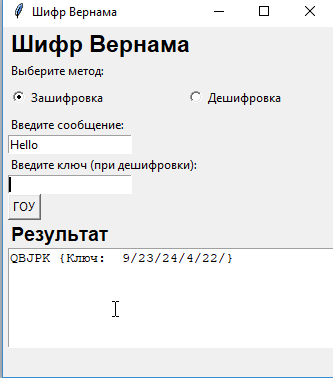 Шифр Вернама
Шифр Вернама
Выберите метод:
Зашифровка Дешифровка
Введите сообщение:
Hello
Введите ключ (при дешифровки):
ГОУ
Результат
QBJPK {Ключ:  9/23/24/4/22/}